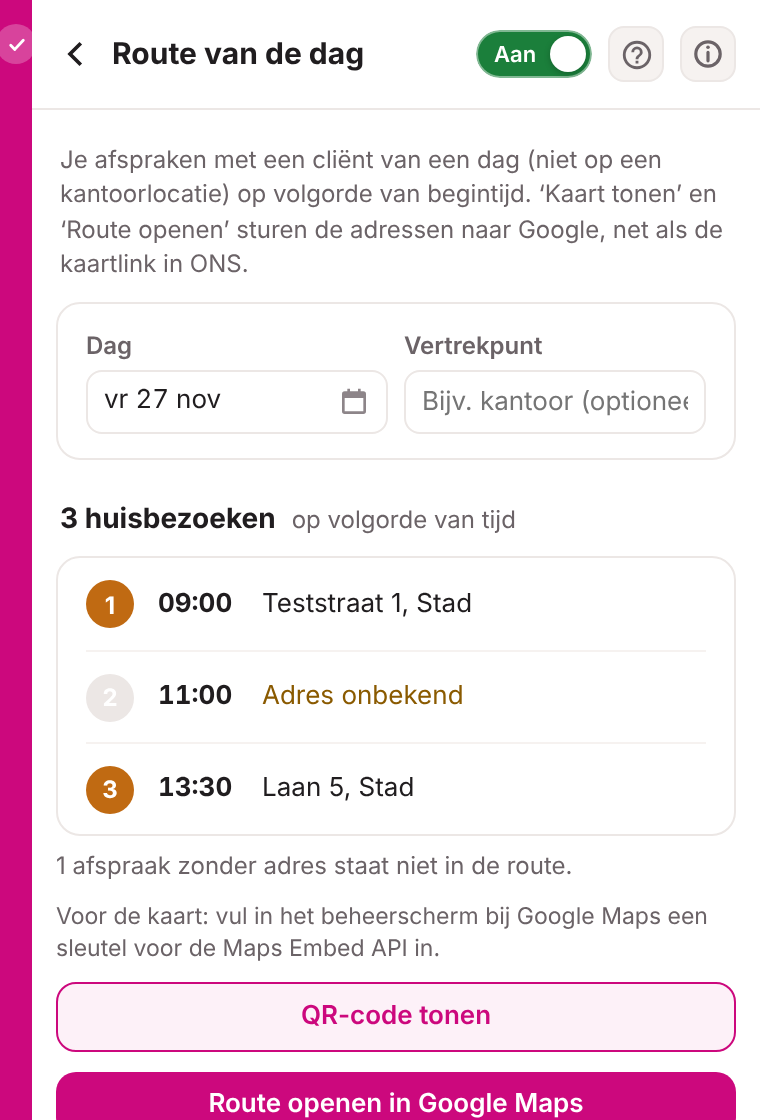 Route van de dag
Aan
Je afspraken met een cliënt van een dag (niet op een
kantoorlocatie) op volgorde van begintijd. ‘Kaart tonen’ en
‘Route openen’ sturen de adressen naar Google, net als de
kaartlink in ONS.
Dag
Vertrekpunt
vr 27 nov
Bijv. kantoor (optionee
3 huisbezoeken op volgorde van tijd
1 09:00 Teststraat 1, Stad
2 11:00 Adres onbekend
3 13:30 Laan 5, Stad
1 afspraak zonder adres staat niet in de route.
Voor de kaart: vul in het beheerscherm bij Google Maps een
sleutel voor de Maps Embed API in.
QR-code tonen
Route openen in Google Maps